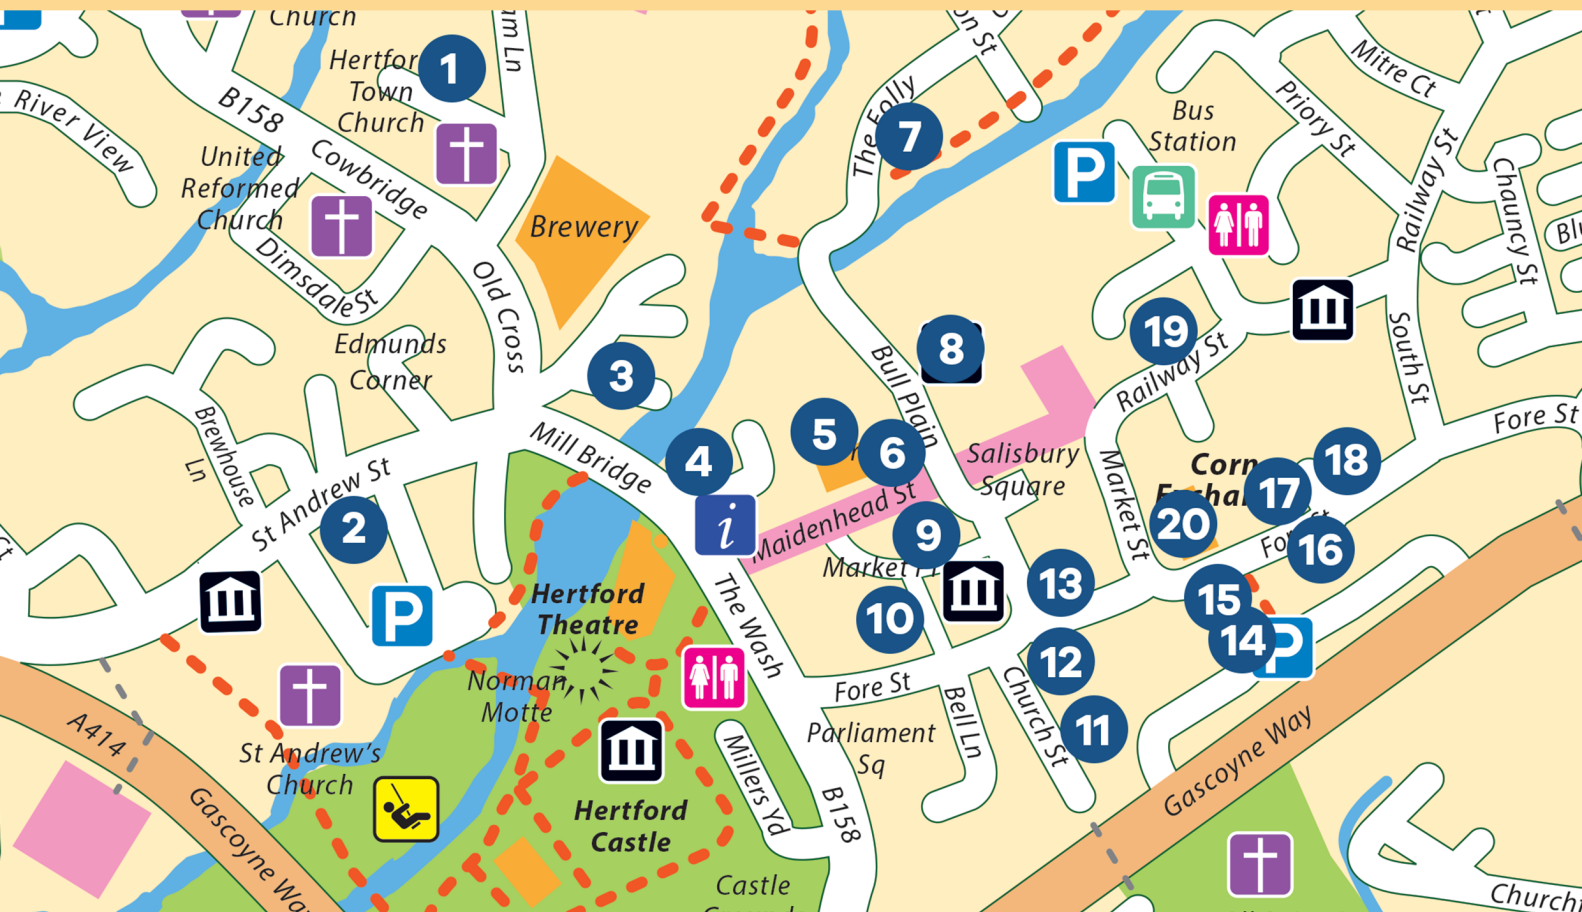 Church
B158
River View
Hertfor
Town
Church
1
United
Reformed
Church
Cowbridge
Dimsdale St
Brewery
Old Cross
Edmunds
Corner
The Folly
7
P
Bus
Station
Mitre Ct
Priory St
Railway St
Chauncy St
South St
Fore St
3
Mill Bridge
4
i
5
6
8
Bull Plain
Salisbury
Square
Maidenhead St
9
10
13
12
11
19
Railway St
Market St
Corn
20
17
18
16
15
14
P
Brewhouse
Ln
St Andrew St
2
P
Hertford
Theatre
Norman
Motte
The Wash
Fore St
Parliament
Sq
Bell Ln
Church St
Millers Yd
B158
Hertford
Castle
Castle
St Andrew's
Church
A414
Gascoyne Way
Gascoyne Way